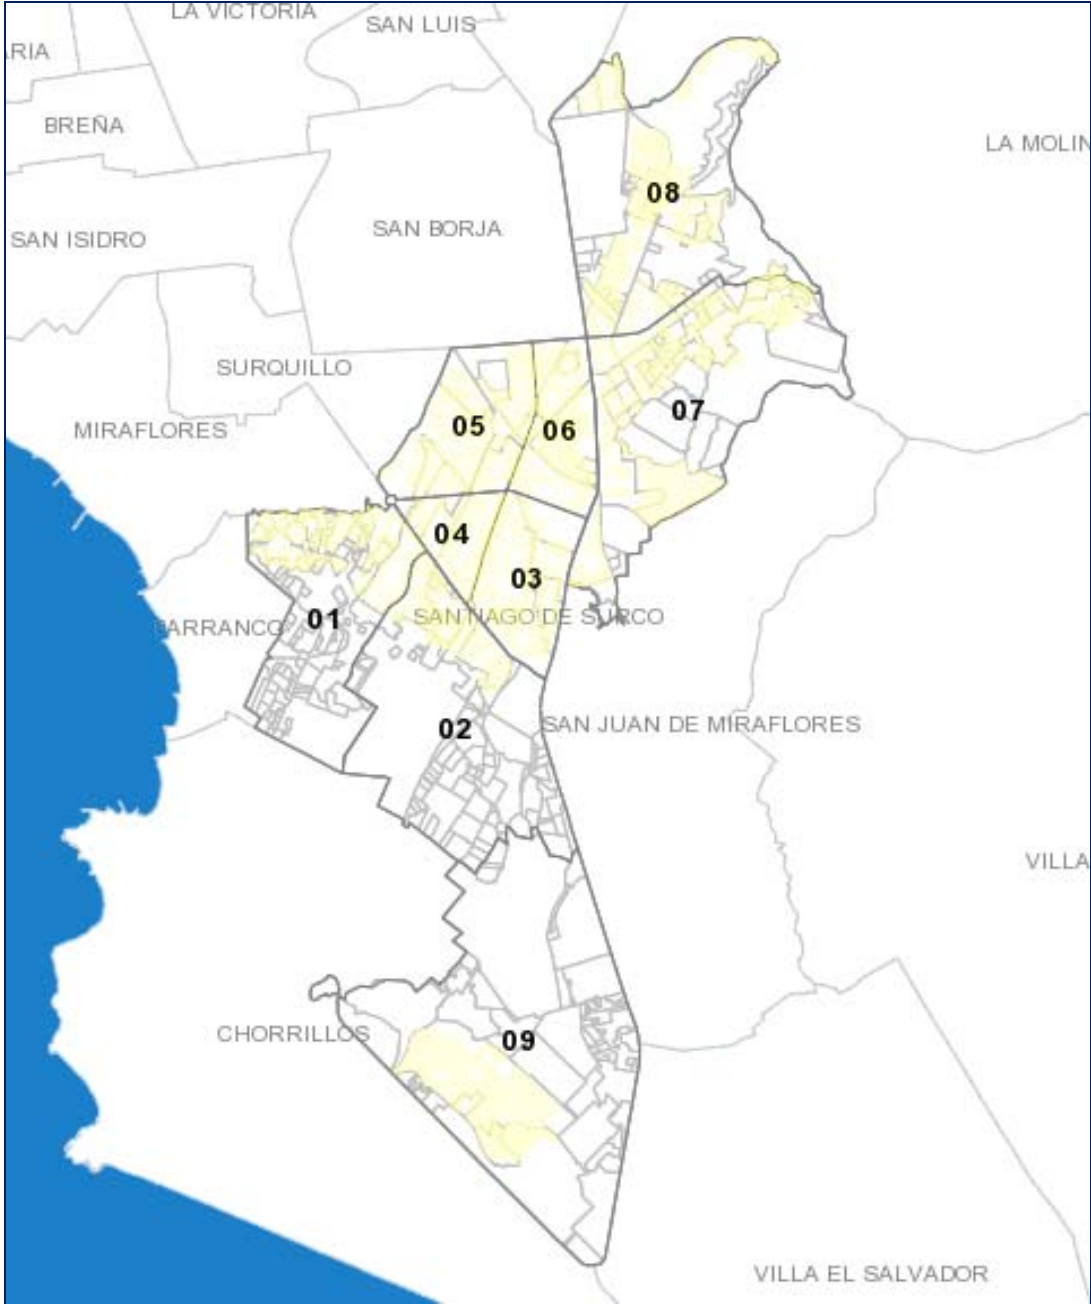 LA VICTORIA
SAN LUIS
ARIA
BREÑA
LA MOLIN
08
SAN BORJA
SAN ISIDRO
SURQUILLO
07
05
06
MIRAFLORES
04
03
SANTIAGO DE SURCO
01
BARRANCO
SAN JUAN DE MIRAFLORES
02
VILLA
CHORRILLOS
09
VILLA EL SALVADOR